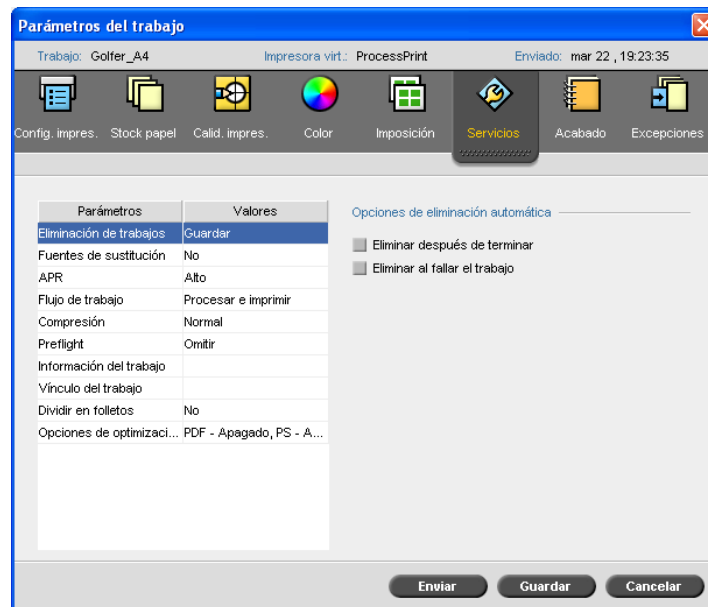 Parámetros del trabajo
Trabajo: Golfer_A4 Impresora virt.: ProcessPrint Enviado: mar 22 , 19:23:35
Config. impres. Stock papel Calid. impres. Color Imposición Servicios Acabado Excepciones
Parámetros Valores
Eliminación de trabajos Guardar
Fuentes de sustitución No
APR Alto
Flujo de trabajo Procesar e imprimir
Compresión Normal
Preflight Omitir
Información del trabajo
Vínculo del trabajo
Dividir en folletos No
Opciones de optimizaci... PDF - Apagado, PS - A...
Opciones de eliminación automática
Eliminar después de terminar
Eliminar al fallar el trabajo
Enviar Guardar Cancelar